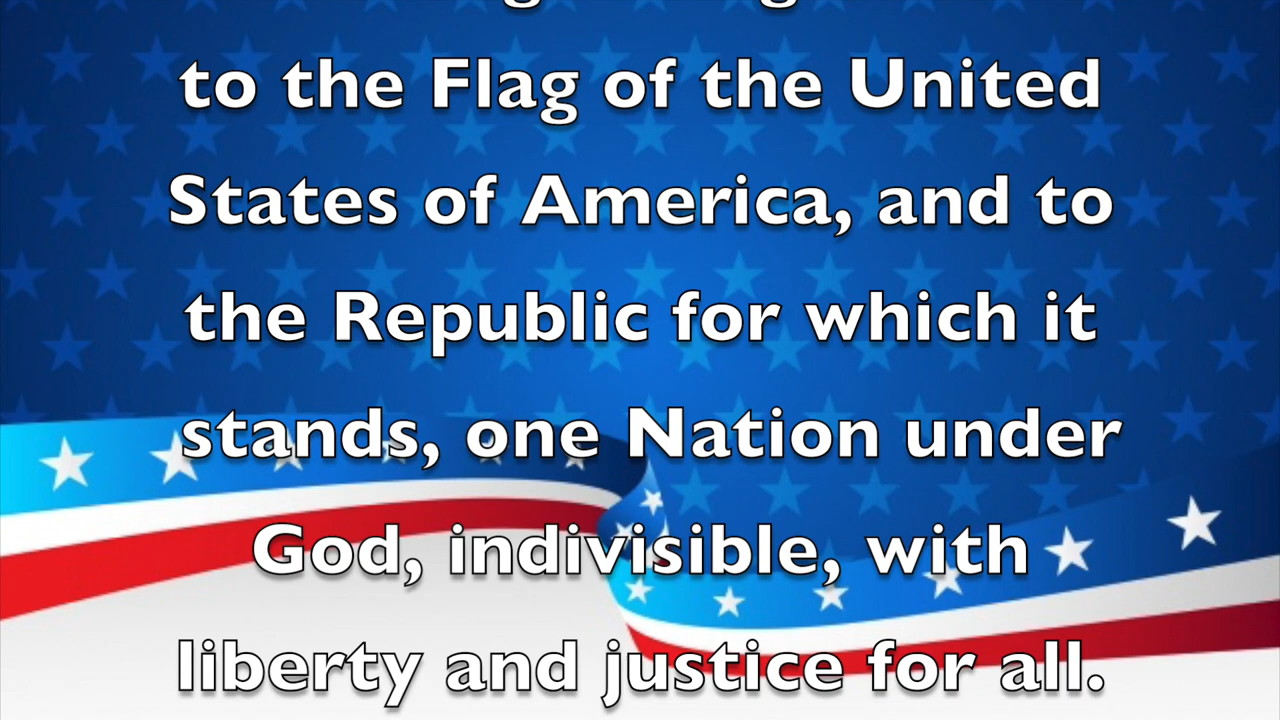 to the Flag of the United
States of America, and to
the Republic for which it
stands, one Nation under
God, indivisible, with
liberty and justice for all.